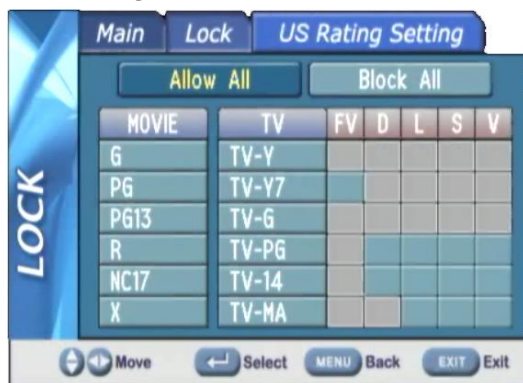 Main Lock US Rating Setting
Allow All Block All
MOVIE TV FV D L S V
G TV-Y
PG TV-Y7
PG13 TV-G
R TV-PG
NC17 TV-14
X TV-MA
LOCK
Move Select MENU Back EXIT Exit